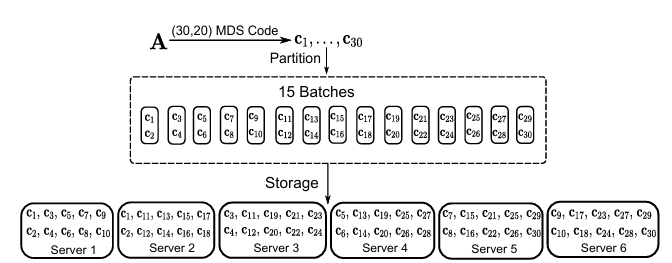 (30,20) MDS Code
A c₁, ..., c₃₀
Partition
15 Batches
c₁ c₃ c₅ c₇ c₉ c₁₁ c₁₃ c₁₅ c₁₇ c₁₉ c₂₁ c₂₃ c₂₅ c₂₇ c₂₉
c₂ c₄ c₆ c₈ c₁₀ c₁₂ c₁₄ c₁₆ c₁₈ c₂₀ c₂₂ c₂₄ c₂₆ c₂₈ c₃₀
Storage
c₁, c₃, c₅, c₇, c₉
c₂, c₄, c₆, c₈, c₁₀
Server 1
c₁, c₁₁, c₁₃, c₁₅, c₁₇
c₂, c₁₂, c₁₄, c₁₆, c₁₈
Server 2
c₃, c₁₁, c₁₉, c₂₁, c₂₃
c₄, c₁₂, c₂₀, c₂₂, c₂₄
Server 3
c₅, c₁₃, c₁₉, c₂₅, c₂₇
c₆, c₁₄, c₂₀, c₂₆, c₂₈
Server 4
c₇, c₁₅, c₂₁, c₂₅, c₂₉
c₈, c₁₆, c₂₂, c₂₆, c₃₀
Server 5
c₉, c₁₇, c₂₃, c₂₇, c₂₉
c₁₀, c₁₈, c₂₄, c₂₈, c₃₀
Server 6